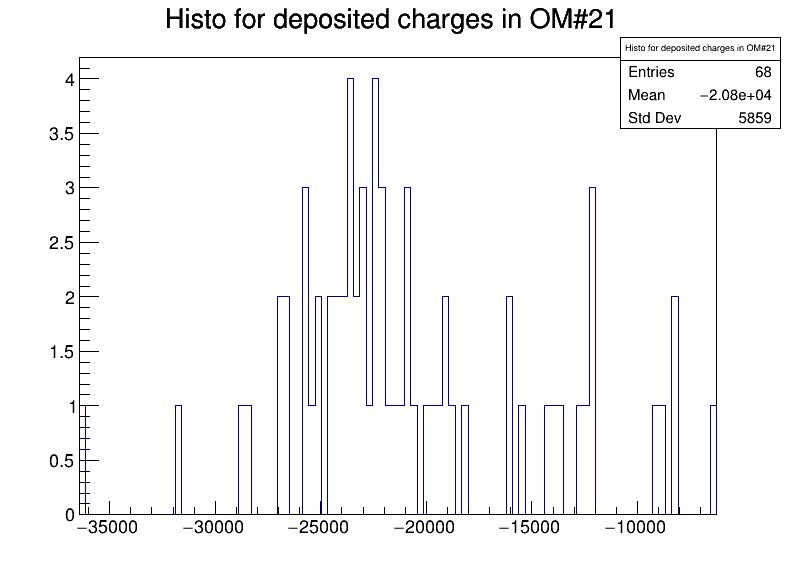 Histo for deposited charges in OM#21
Histo for deposited charges in OM#21
Entries 68
Mean −2.08e+04
Std Dev 5859
4
3.5
3
2.5
2
1.5
1
0.5
0
−35000 −30000 −25000 −20000 −15000 −10000